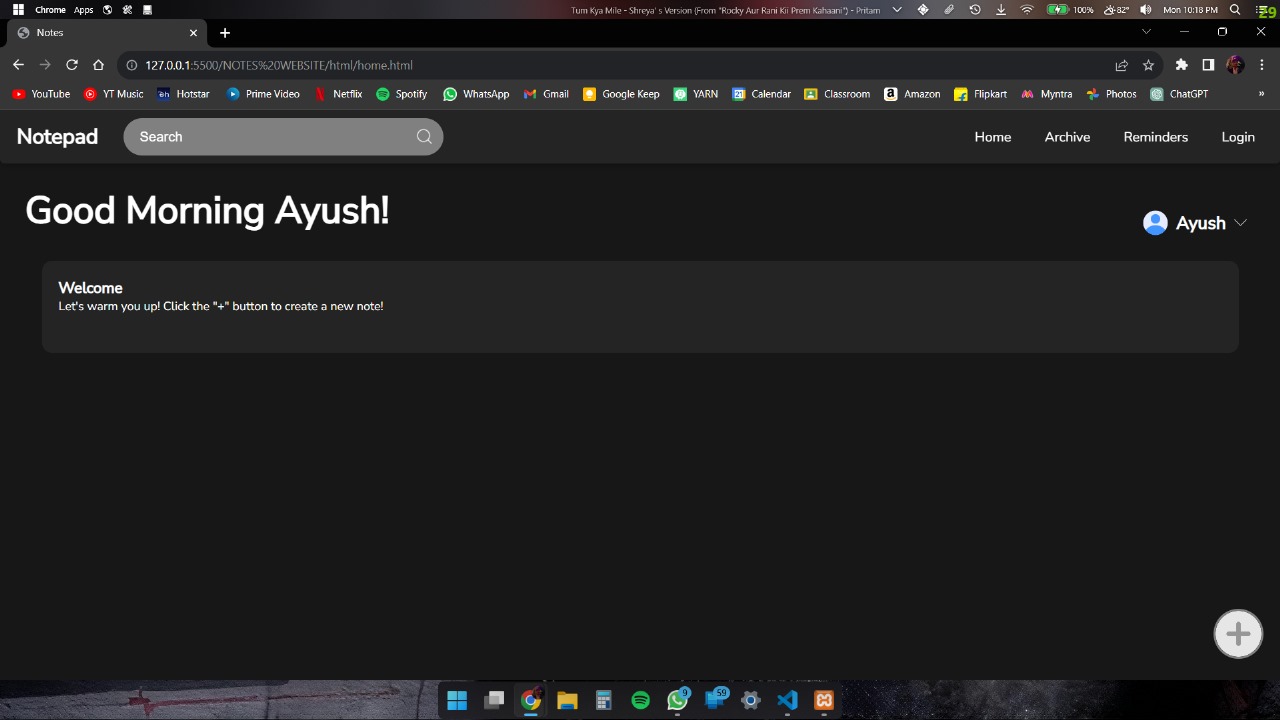 Chrome Apps Tum Kya Mile - Shreya' s Version (From "Rocky Aur Rani Kii Prem Kahaani") - Pritam 100% 82° Mon 10:18 PM 29
Notes
127.0.0.1:5500/NOTES%20WEBSITE/html/home.html
YouTube YT Music Hotstar Prime Video Netflix Spotify WhatsApp Gmail Google Keep YARN Calendar Classroom Amazon Flipkart Myntra Photos ChatGPT »
Notepad Search Home Archive Reminders Login
Good Morning Ayush!
Ayush
Welcome
Let's warm you up! Click the "+" button to create a new note!
9 59